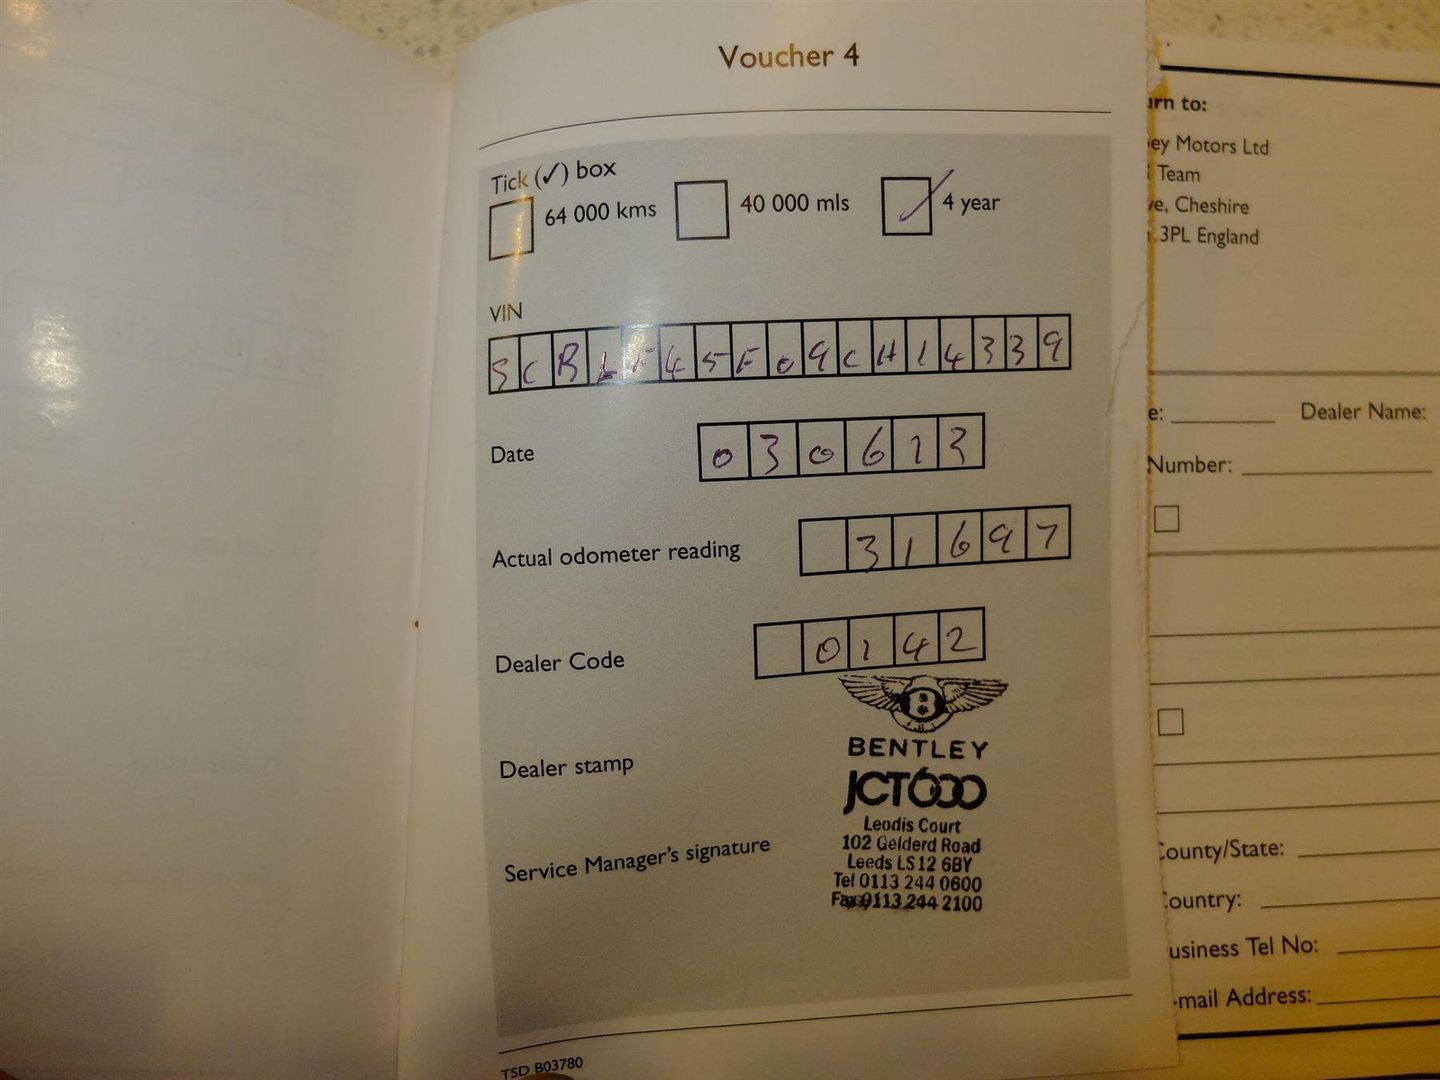 Voucher 4
Tick (✓) box
64 000 kms 40 000 mls 4 year
VIN
SCBLF45F09CH14339
Date 030613
Actual odometer reading 31697
Dealer Code 0142
BENTLEY
Dealer stamp
JCT600
Leodis Court
102 Gelderd Road
Service Manager's signature
Leeds LS12 6BY
Tel 0113 244 0600
Fax 0113 244 2100
TSD B03780
urn to:
ey Motors Ltd
Team
e, Cheshire
3PL England
e: Dealer Name:
Number:
County/State:
Country:
usiness Tel No:
-mail Address: